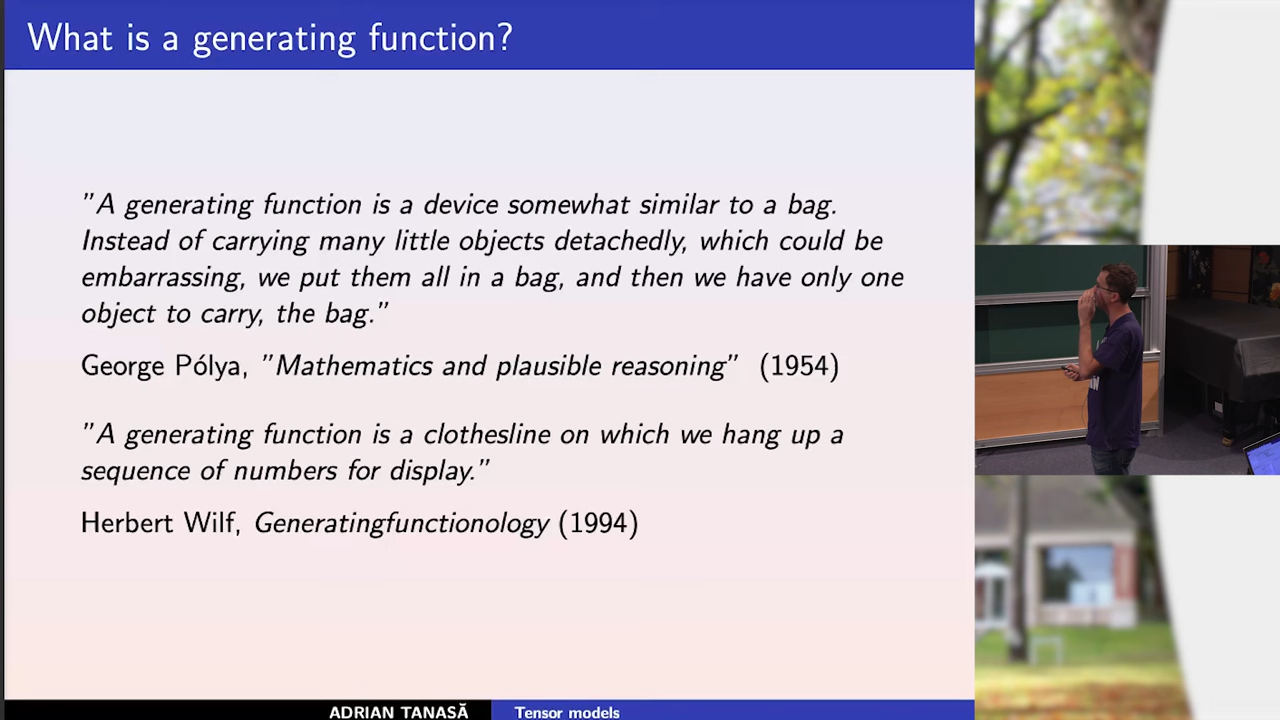 What is a generating function?
”A generating function is a device somewhat similar to a bag.
Instead of carrying many little objects detachedly, which could be
embarrassing, we put them all in a bag, and then we have only one
object to carry, the bag.”
George Pólya, ”Mathematics and plausible reasoning” (1954)
”A generating function is a clothesline on which we hang up a
sequence of numbers for display.”
Herbert Wilf, Generatingfunctionology (1994)
ADRIAN TANASĂ
Tensor models